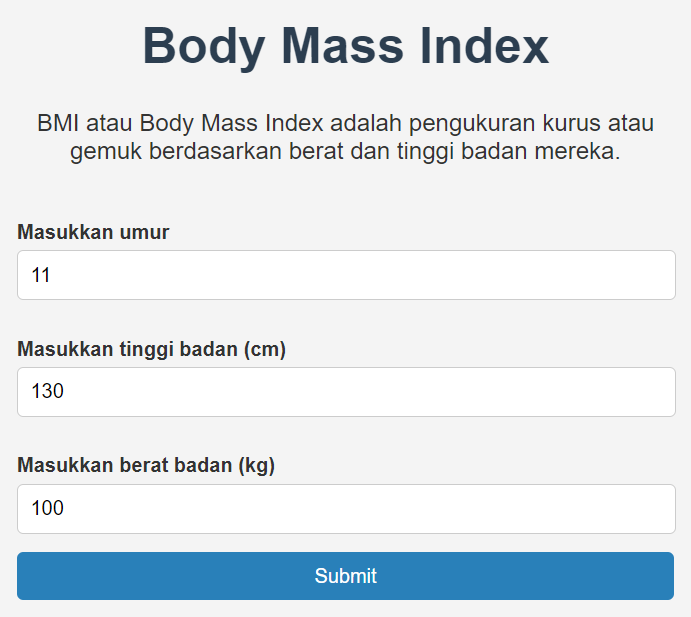 Body Mass Index
BMI atau Body Mass Index adalah pengukuran kurus atau
gemuk berdasarkan berat dan tinggi badan mereka.
Masukkan umur
11
Masukkan tinggi badan (cm)
130
Masukkan berat badan (kg)
100
Submit